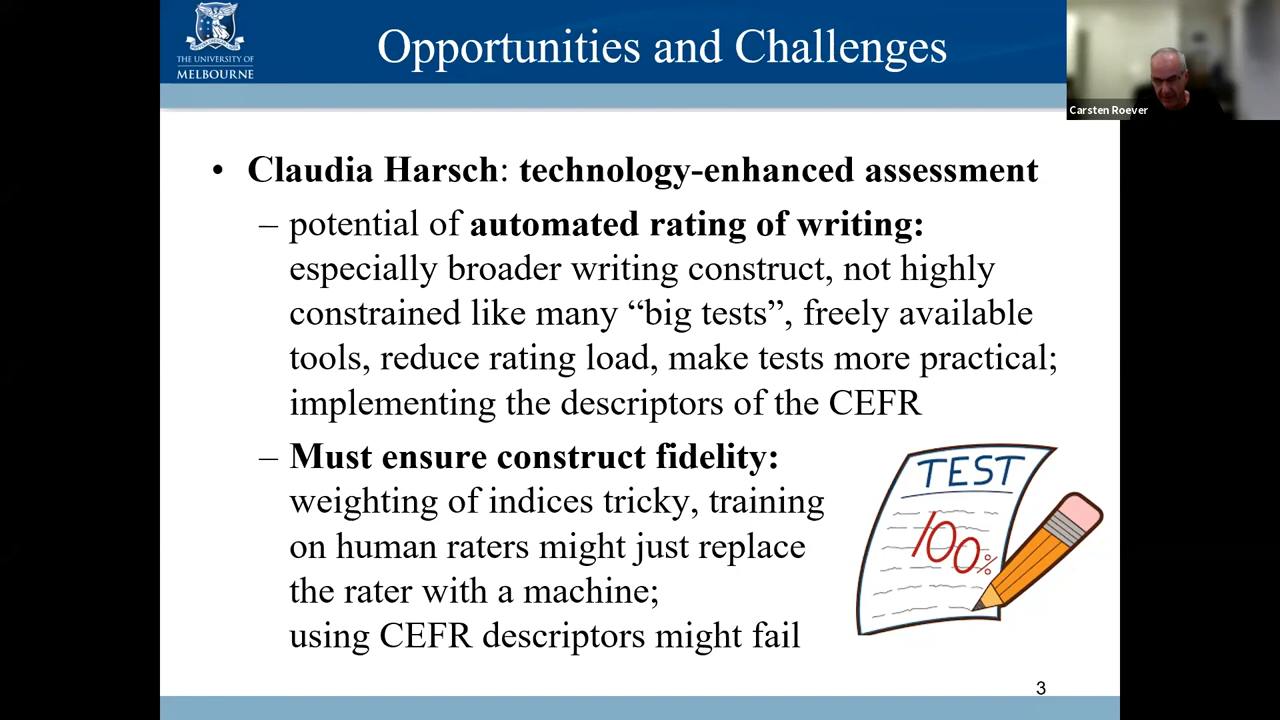 THE UNIVERSITY OF
MELBOURNE
Opportunities and Challenges
Carsten Roever
• Claudia Harsch: technology-enhanced assessment
– potential of automated rating of writing:
especially broader writing construct, not highly
constrained like many “big tests”, freely available
tools, reduce rating load, make tests more practical;
implementing the descriptors of the CEFR
– Must ensure construct fidelity:
weighting of indices tricky, training
on human raters might just replace
the rater with a machine;
using CEFR descriptors might fail
TEST
100%
3